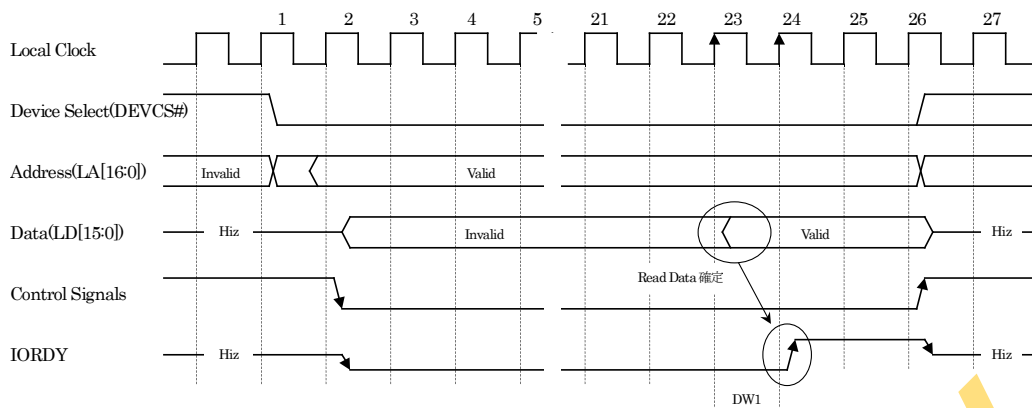 1 2 3 4 5 21 22 23 24 25 26 27
Local Clock
Device Select(DEVCS#)
Address(LA[16:0]) Invalid Valid
Data(LD[15:0]) Hiz Invalid Valid Hiz
Read Data 確定
Control Signals
IORDY Hiz Hiz
DW1